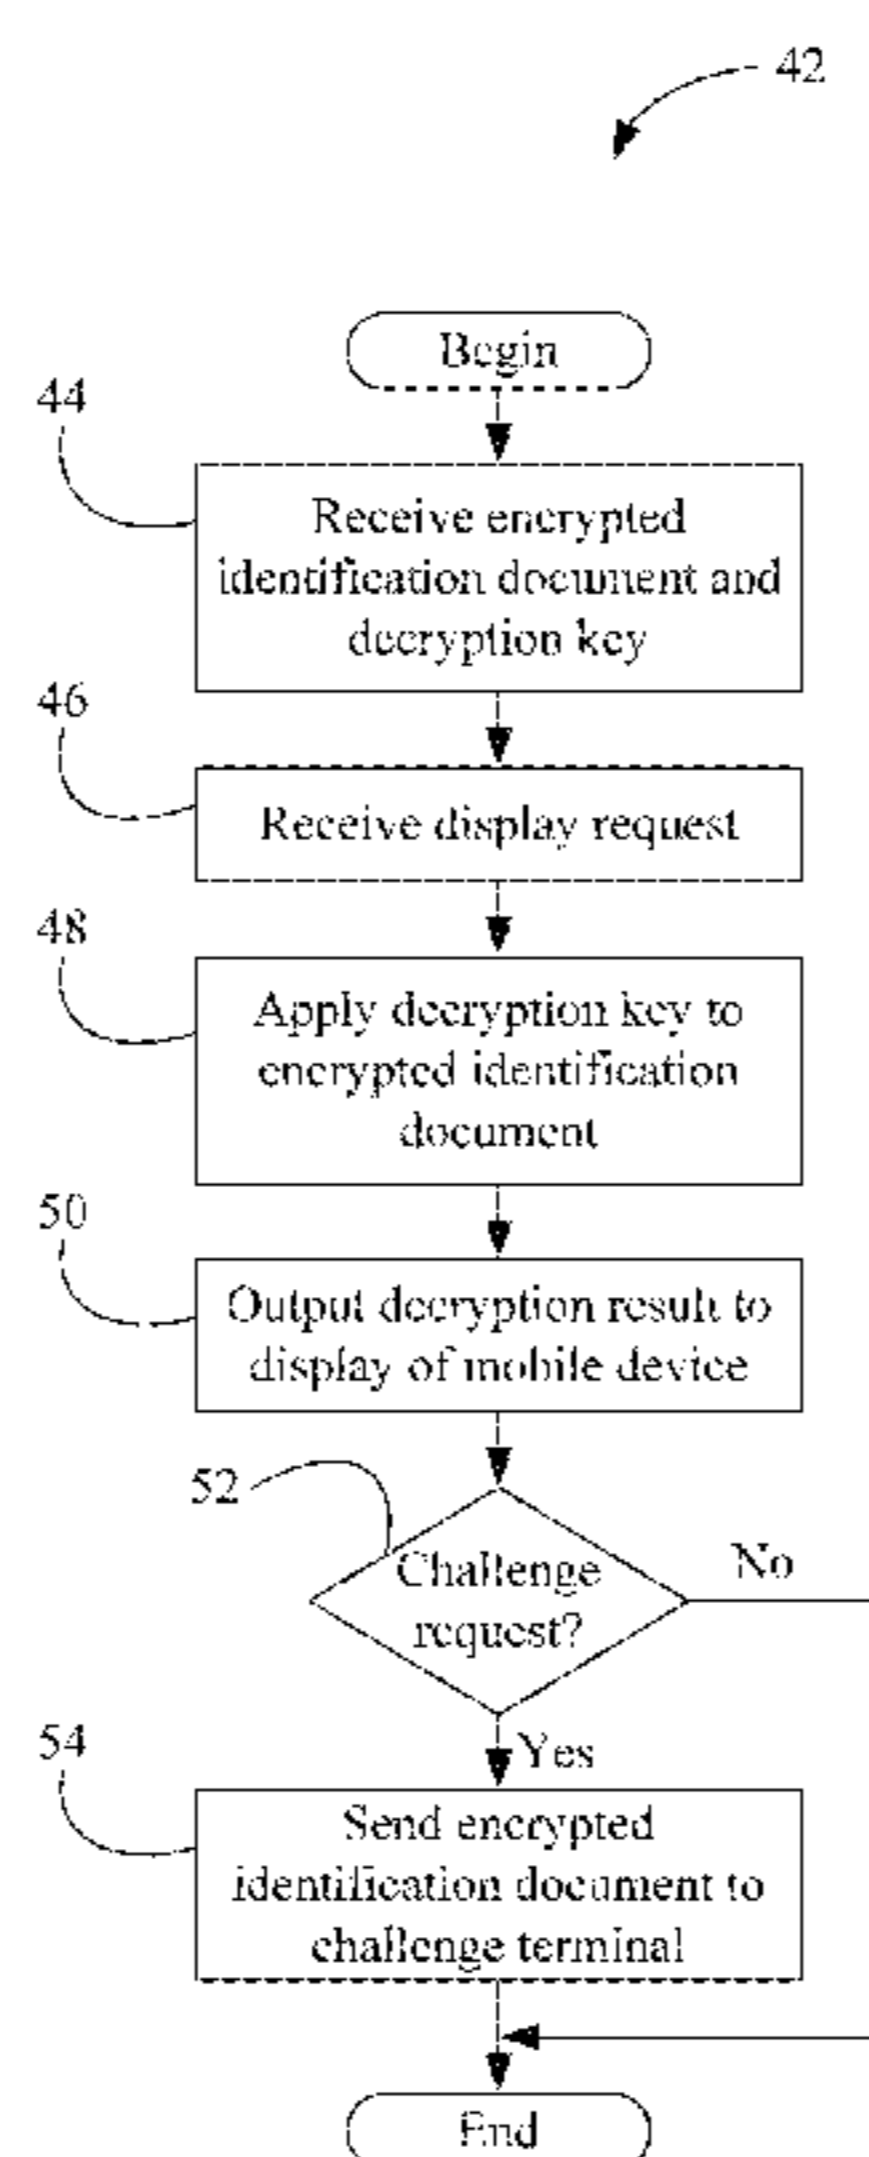 42
Begin
44
Receive encrypted
identification document and
decryption key
46
Receive display request
48
Apply decryption key to
encrypted identification
document
50
Output decryption result to
display of mobile device
52
Challenge
request?
No
Yes
54
Send encrypted
identification document to
challenge terminal
End